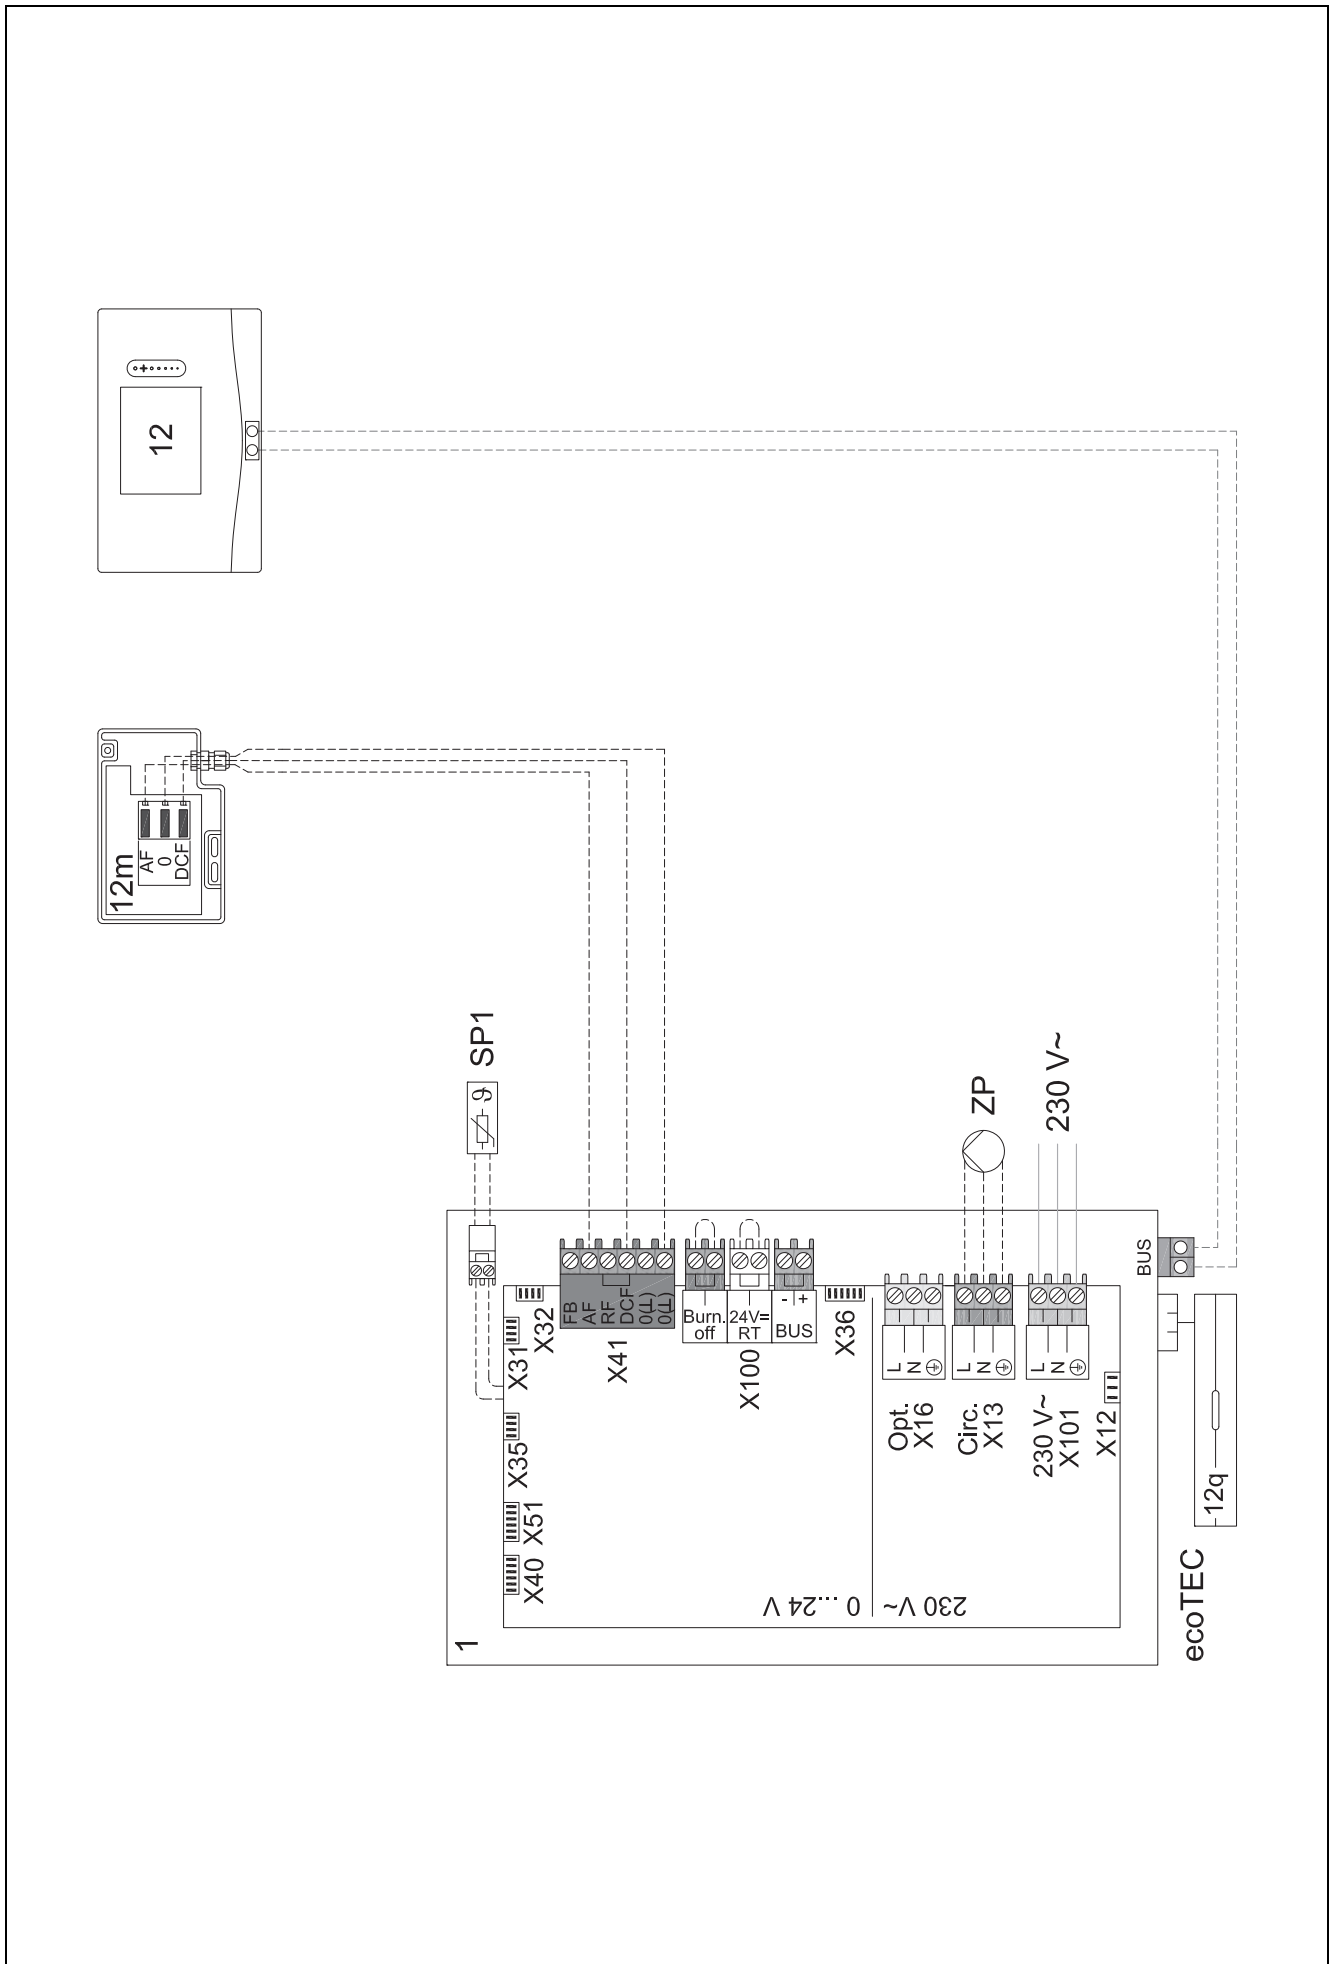 12
12m
AF
0
DCF
SP1
1
X40
X51
X35
X31
X32
FB
AF
RF
DCF
0(⊥)
0(⊥)
X41
Burn.
off
24V=
RT
X100
- +
BUS
X36
0 ...24 V
230 V~
L
N
Opt.
X16
L
N
Circ.
X13
ZP
L
N
230 V~
X101
230 V~
X12
BUS
12q
ecoTEC